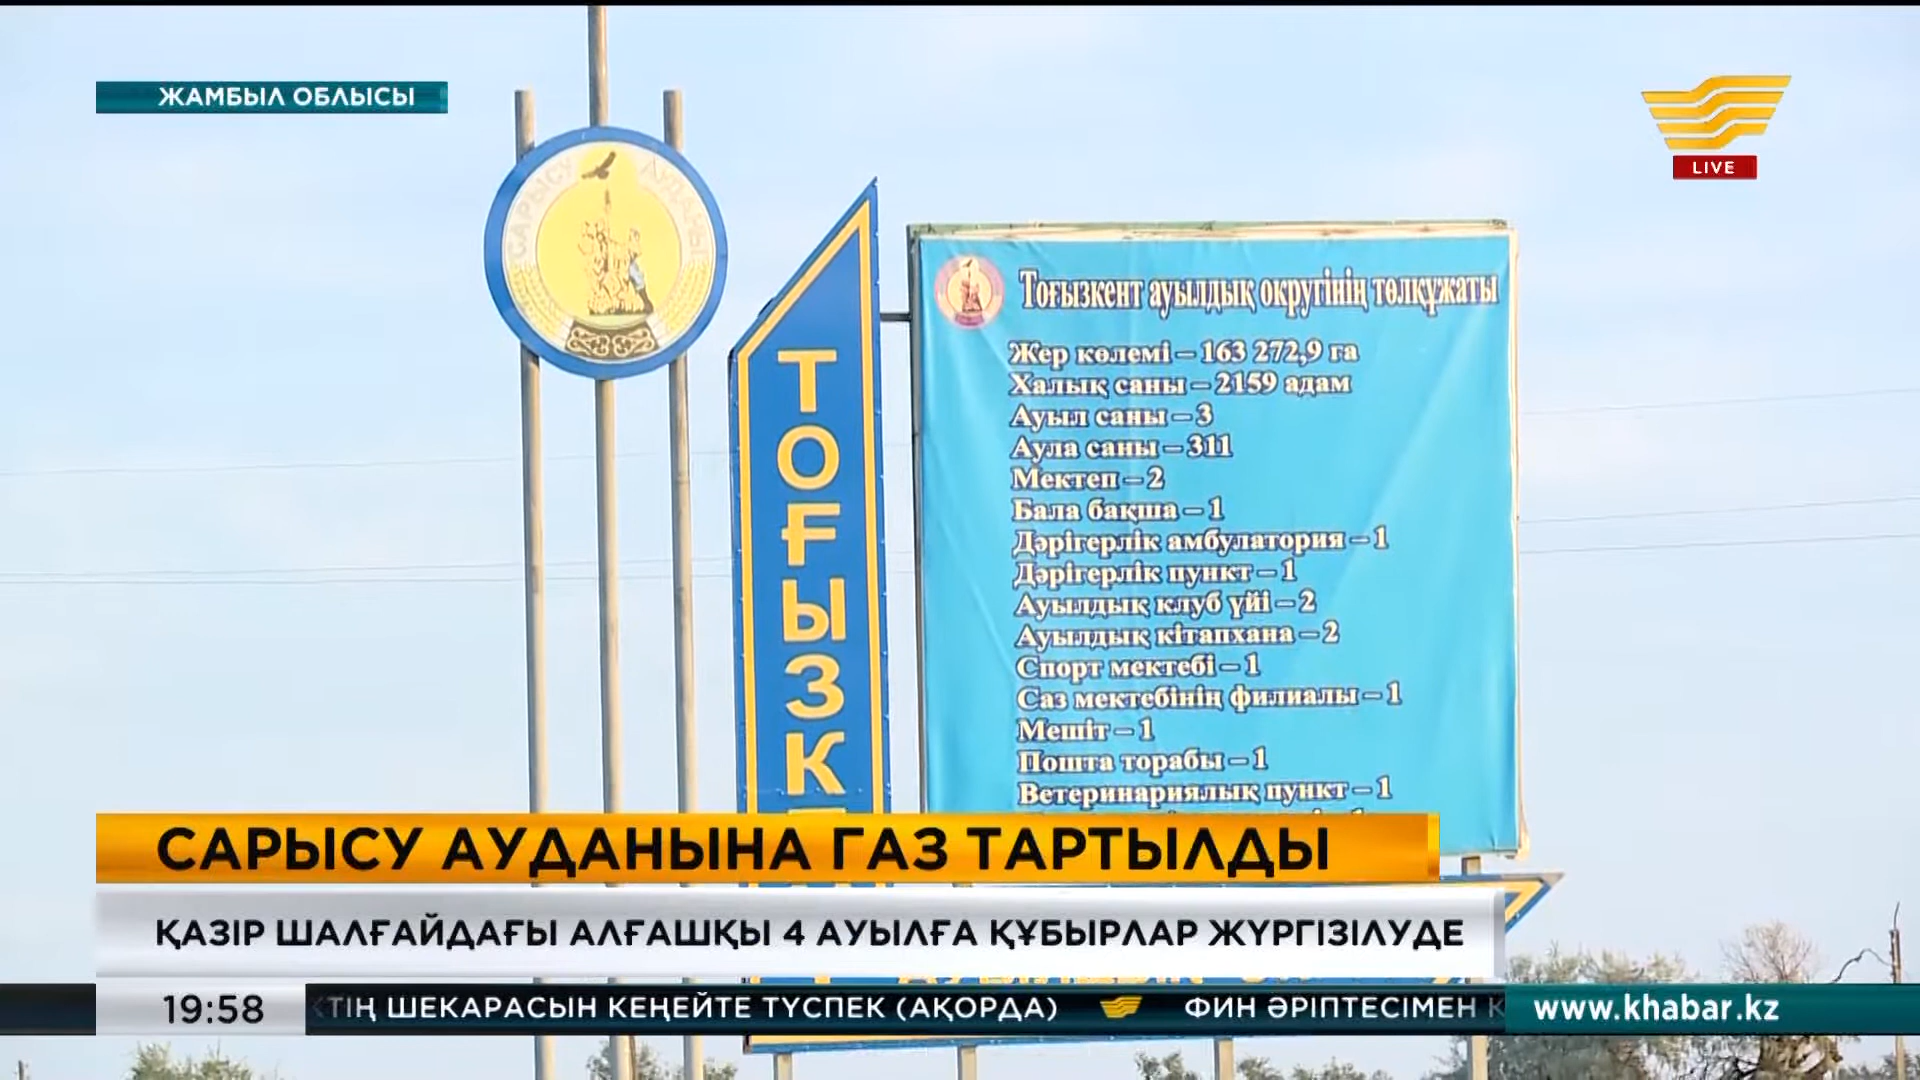 ЖАМБЫЛ ОБЛЫСЫ
LIVE
САРЫСУ АУДАНЫ
Тоғызкент ауылдық округінің төлқұжаты
Жер көлемі – 163 272,9 га
Халық саны – 2159 адам
Ауыл саны – 3
Аула саны – 311
Мектеп – 2
Бала бақша – 1
Дәрігерлік амбулатория – 1
Дәрігерлік пункт – 1
Ауылдық клуб үйі – 2
Ауылдық кітапхана – 2
Спорт мектебі – 1
Саз мектебінің филиалы – 1
Мешіт – 1
Пошта торабы – 1
Ветеринариялық пункт – 1
ТОҒЫЗК
САРЫСУ АУДАНЫНА ГАЗ ТАРТЫЛДЫ
ҚАЗІР ШАЛҒАЙДАҒЫ АЛҒАШҚЫ 4 АУЫЛҒА ҚҰБЫРЛАР ЖҮРГІЗІЛУДЕ
19:58
КТІҢ ШЕКАРАСЫН КЕҢЕЙТЕ ТҮСПЕК (АҚОРДА) ФИН ӘРІПТЕСІМЕН К
www.khabar.kz